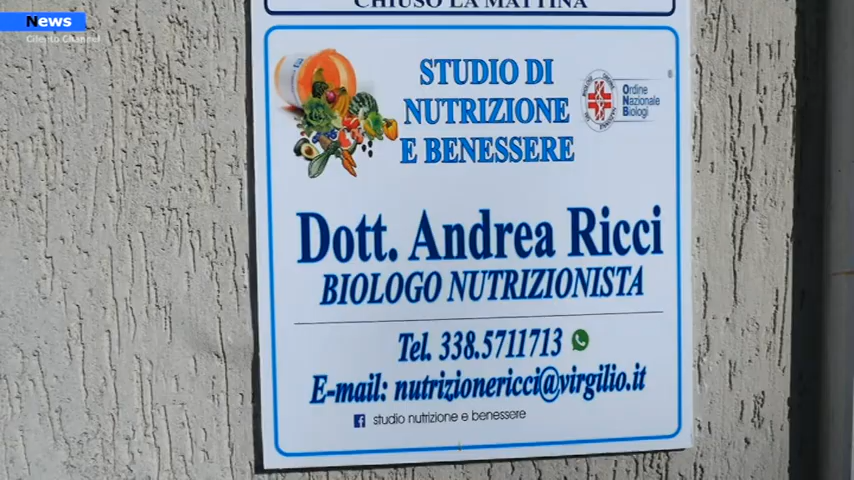 News
Cilento Channel
CHIUSO LA MATTINA
STUDIO DI
NUTRIZIONE
E BENESSERE
Ordine
Nazionale
Biologi
Dott. Andrea Ricci
BIOLOGO NUTRIZIONISTA
Tel. 338.5711713
E-mail: nutrizionericci@virgilio.it
studio nutrizione e benessere